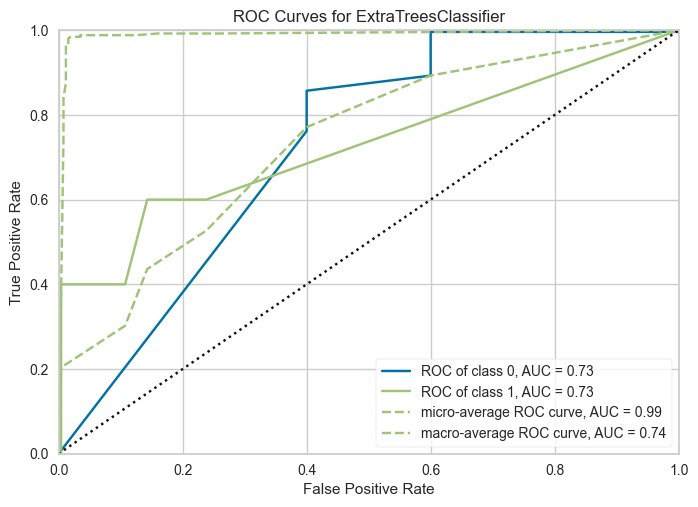 ROC Curves for ExtraTreesClassifier
True Positive Rate
1.0
0.8
0.6
0.4
0.2
0.0
ROC of class 0, AUC = 0.73
ROC of class 1, AUC = 0.73
micro-average ROC curve, AUC = 0.99
macro-average ROC curve, AUC = 0.74
0.0 0.2 0.4 0.6 0.8 1.0
False Positive Rate